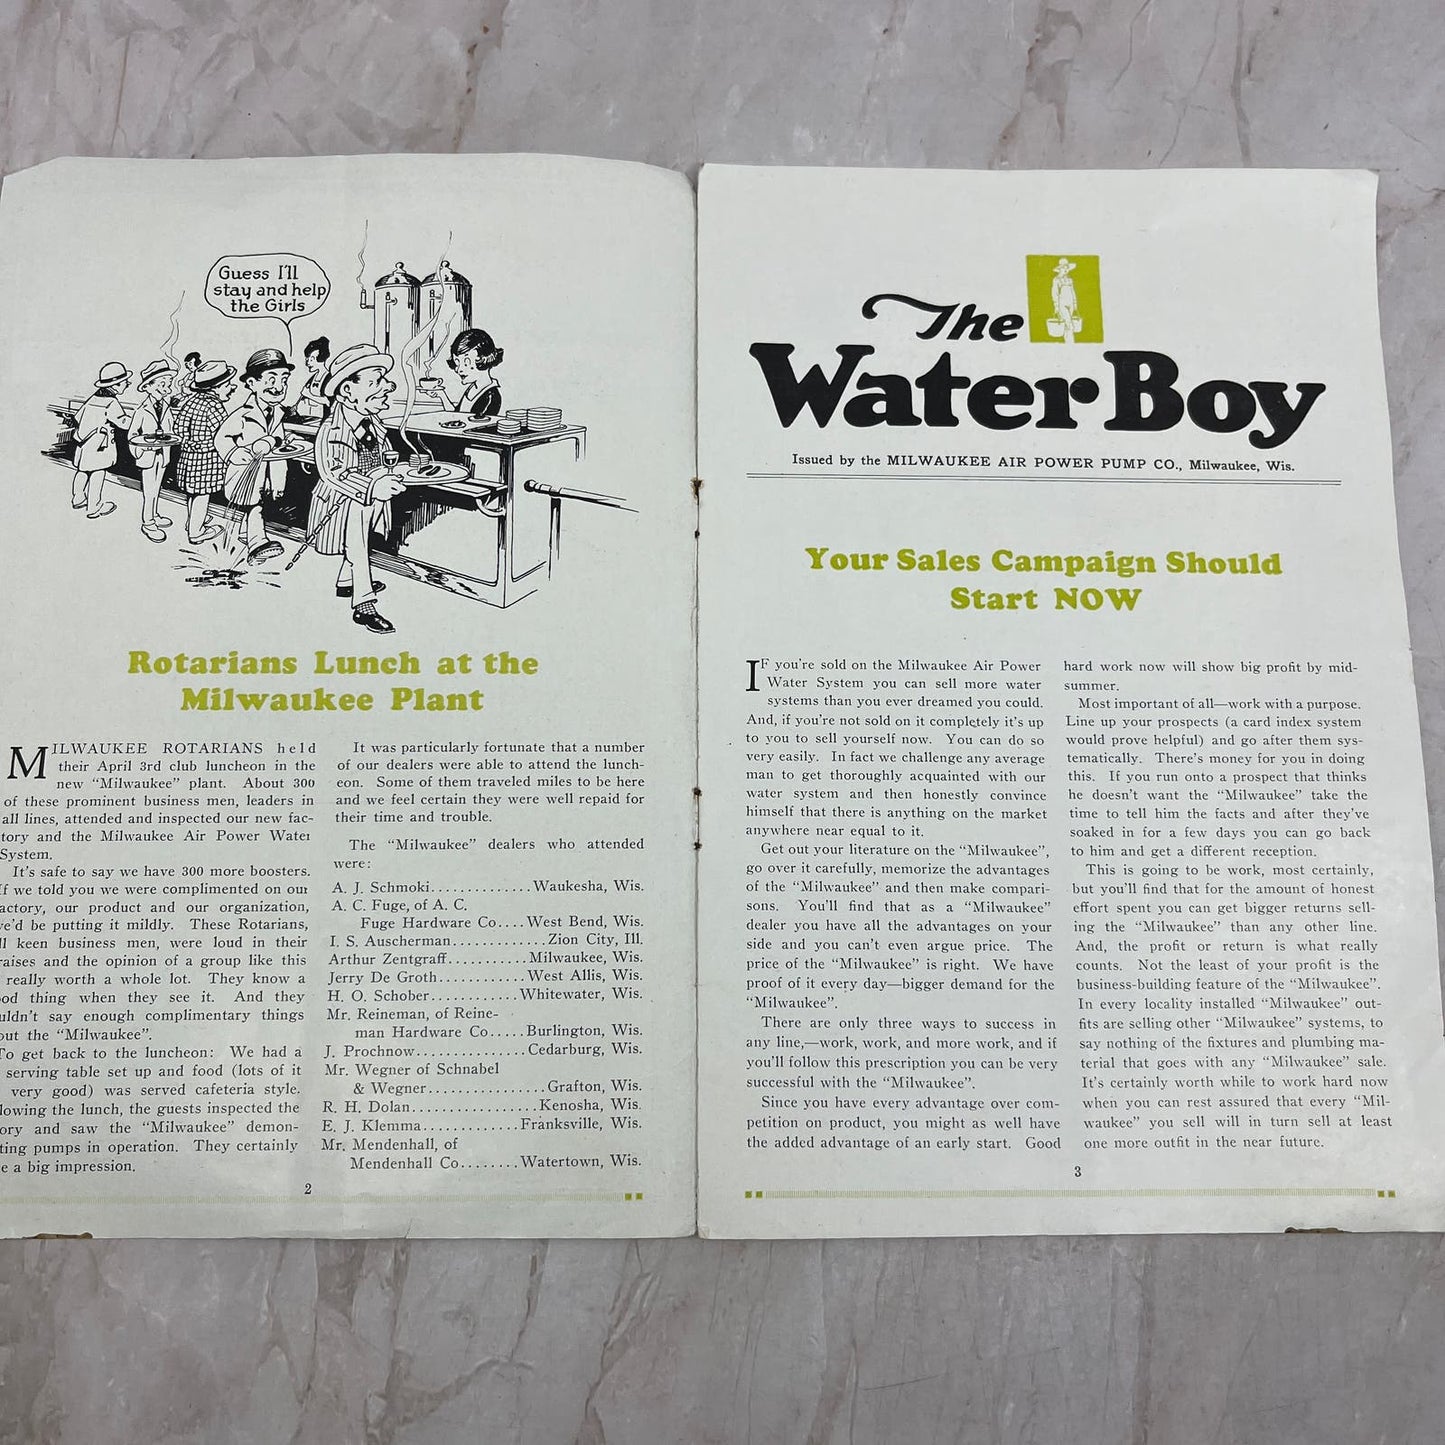 Guess I'll
stay and help
the Girls
Rotarians Lunch at the
Milwaukee Plant
MILWAUKEE ROTARIANS held
their April 3rd club luncheon in the
new "Milwaukee" plant. About 300
of these prominent business men, leaders in
all lines, attended and inspected our new fac-
tory and the Milwaukee Air Power Water
System.
It's safe to say we have 300 more boosters.
If we told you we were complimented on our
actory, our product and our organization,
e'd be putting it mildly. These Rotarians,
ll keen business men, were loud in their
raises and the opinion of a group like this
really worth a whole lot. They know a
od thing when they see it. And they
uldn't say enough complimentary things
out the "Milwaukee".
To get back to the luncheon: We had a
serving table set up and food (lots of it
very good) was served cafeteria style.
lowing the lunch, the guests inspected the
ory and saw the "Milwaukee" demon-
ting pumps in operation. They certainly
e a big impression.
It was particularly fortunate that a number
of our dealers were able to attend the lunch-
eon. Some of them traveled miles to be here
and we feel certain they were well repaid for
their time and trouble.
The "Milwaukee" dealers who attended
were:
A. J. Schmoki..............Waukesha, Wis.
A. C. Fuge, of A. C.
Fuge Hardware Co....West Bend, Wis.
I. S. Auscherman.............Zion City, Ill.
Arthur Zentgraff............Milwaukee, Wis.
Jerry De Groth.............West Allis, Wis.
H. O. Schober............Whitewater, Wis.
Mr. Reineman, of Reine-
man Hardware Co.....Burlington, Wis.
J. Prochnow...............Cedarburg, Wis.
Mr. Wegner of Schnabel
& Wegner................Grafton, Wis.
R. H. Dolan.................Kenosha, Wis.
E. J. Klemma..............Franksville, Wis.
Mr. Mendenhall, of
Mendenhall Co........Watertown, Wis.
2
The
Water Boy
Issued by the MILWAUKEE AIR POWER PUMP CO., Milwaukee, Wis.
Your Sales Campaign Should
Start NOW
IF you're sold on the Milwaukee Air Power
Water System you can sell more water
systems than you ever dreamed you could.
And, if you're not sold on it completely it's up
to you to sell yourself now. You can do so
very easily. In fact we challenge any average
man to get thoroughly acquainted with our
water system and then honestly convince
himself that there is anything on the market
anywhere near equal to it.
Get out your literature on the "Milwaukee",
go over it carefully, memorize the advantages
of the "Milwaukee" and then make compari-
sons. You'll find that as a "Milwaukee"
dealer you have all the advantages on your
side and you can't even argue price. The
price of the "Milwaukee" is right. We have
proof of it every day—bigger demand for the
"Milwaukee".
There are only three ways to success in
any line,—work, work, and more work, and if
you'll follow this prescription you can be very
successful with the "Milwaukee".
Since you have every advantage over com-
petition on product, you might as well have
the added advantage of an early start. Good
hard work now will show big profit by mid-
summer.
Most important of all—work with a purpose.
Line up your prospects (a card index system
would prove helpful) and go after them sys-
tematically. There's money for you in doing
this. If you run onto a prospect that thinks
he doesn't want the "Milwaukee" take the
time to tell him the facts and after they've
soaked in for a few days you can go back
to him and get a different reception.
This is going to be work, most certainly,
but you'll find that for the amount of honest
effort spent you can get bigger returns sell-
ing the "Milwaukee" than any other line.
And, the profit or return is what really
counts. Not the least of your profit is the
business-building feature of the "Milwaukee".
In every locality installed "Milwaukee" out-
fits are selling other "Milwaukee" systems, to
say nothing of the fixtures and plumbing ma-
terial that goes with any "Milwaukee" sale.
It's certainly worth while to work hard now
when you can rest assured that every "Mil-
waukee" you sell will in turn sell at least
one more outfit in the near future.
3